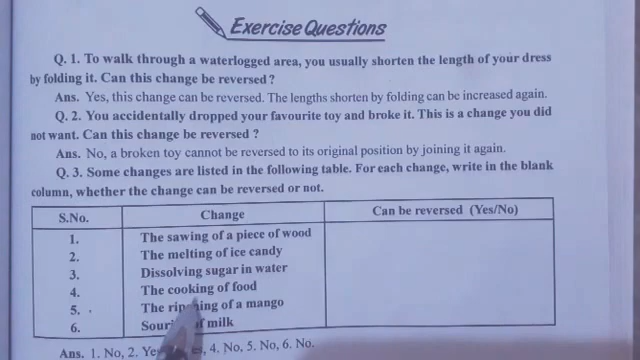 Exercise Questions
Q. 1. To walk through a waterlogged area, you usually shorten the length of your dress
by folding it. Can this change be reversed?
Ans. Yes, this change can be reversed. The lengths shorten by folding can be increased again.
Q. 2. You accidentally dropped your favourite toy and broke it. This is a change you did
not want. Can this change be reversed ?
Ans. No, a broken toy cannot be reversed to its original position by joining it again.
Q. 3. Some changes are listed in the following table. For each change, write in the blank
column, whether the change can be reversed or not.
S.No. Change Can be reversed (Yes/No)
1. The sawing of a piece of wood
2. The melting of ice candy
3. Dissolving sugar in water
4. The cooking of food
5. The ripening of a mango
6. milk
Ans. 1. No, 2. 4. No, 5. No, 6. No.